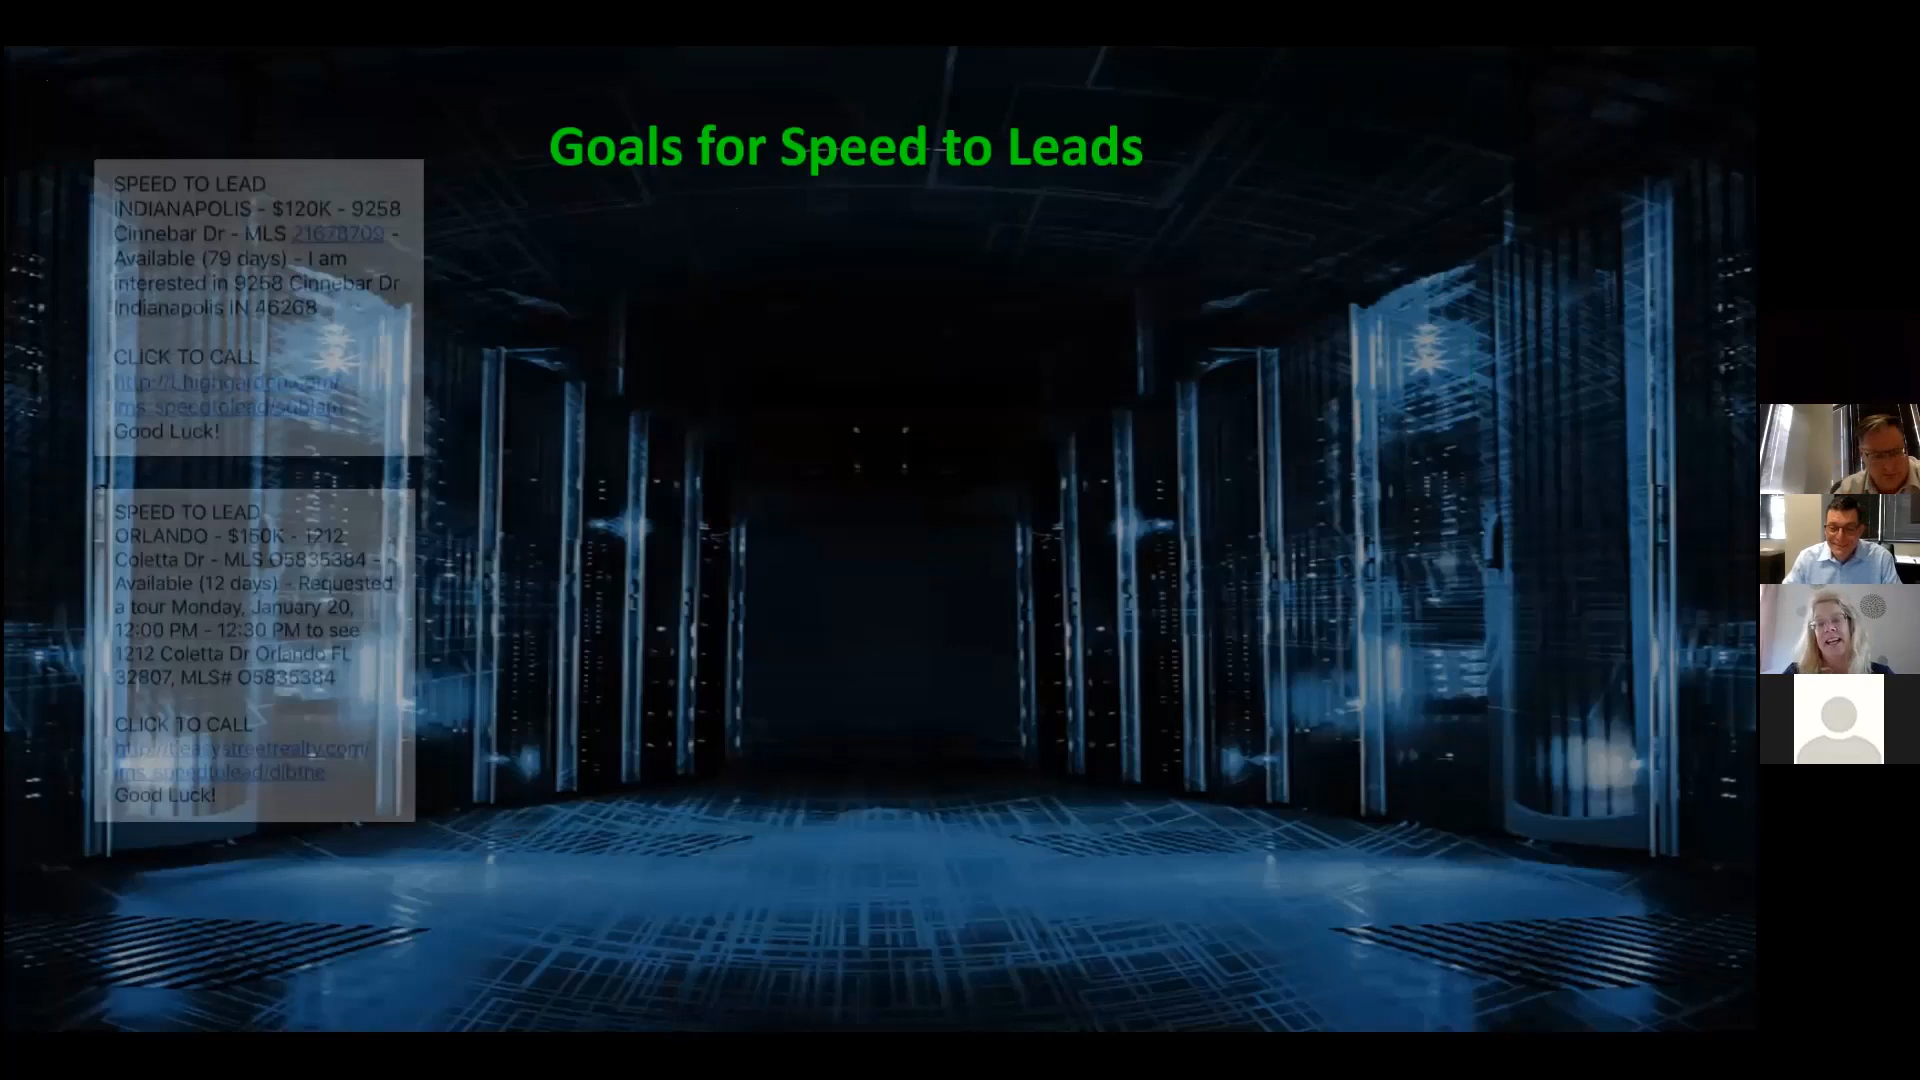 Goals for Speed to Leads
SPEED TO LEAD
INDIANAPOLIS - $120K - 9258
Cinnebar Dr - MLS 21678709 -
Available (79 days) - I am
interested in 9258 Cinnebar Dr
Indianapolis IN 46268
CLICK TO CALL
Good Luck!
SPEED TO LEAD
ORLANDO - $150K - 1212
Coletta Dr - MLS O5835384 -
Available (12 days) - Requested
a tour Monday, January 20,
12:00 PM - 12:30 PM to see
1212 Coletta Dr Orlando FL
32807, MLS# O5835384
CLICK TO CALL
Good Luck!